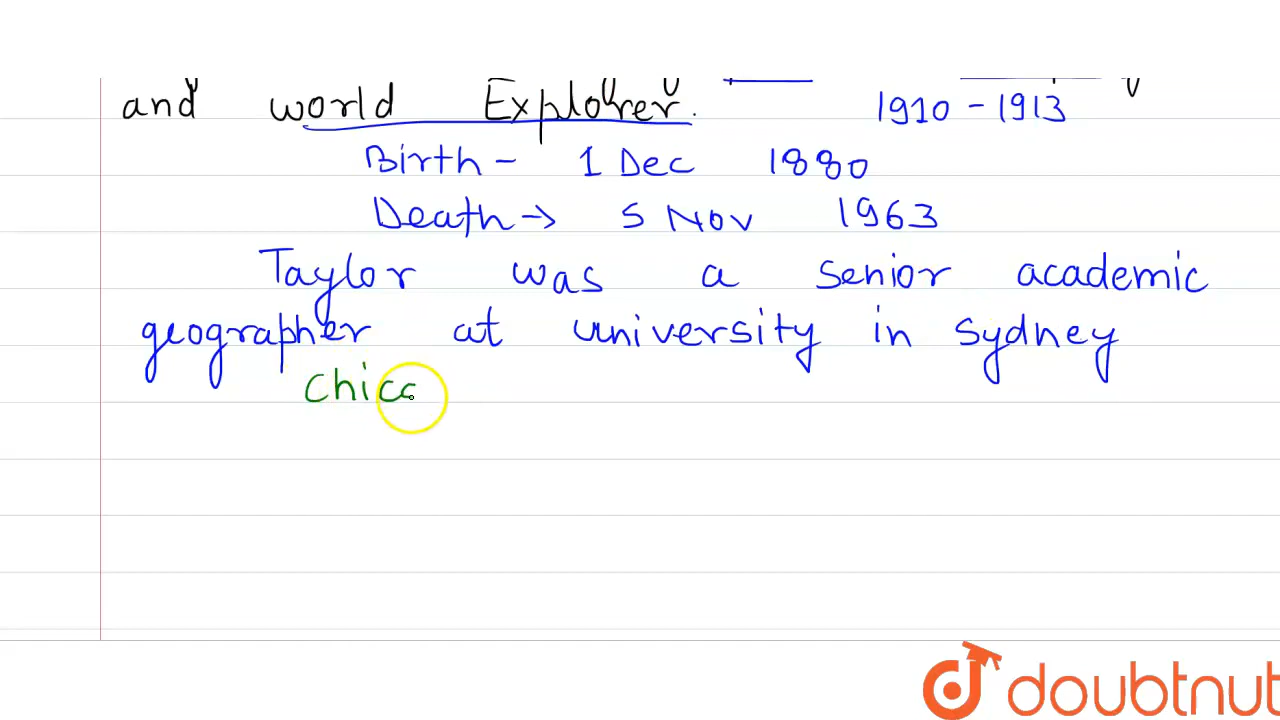 and world Explorer. 1910 - 1913
Birth - 1 Dec 1880
Death → 5 Nov 1963
Taylor was a senior academic
geographer at university in Sydney
Chica
doubtnut